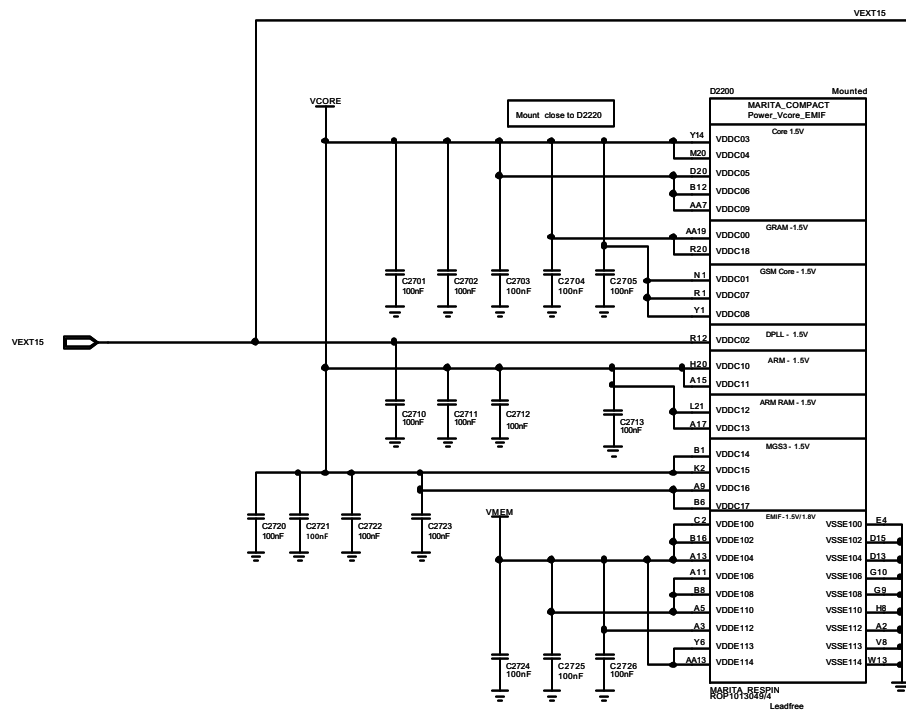 VEXT15
D2200 Mounted
MARITA_COMPACT
Power_Vcore_EMIF
VCORE
Mount close to D2220
Core 1.5V
Y14 VDDC03
M20 VDDC04
D20 VDDC05
B12 VDDC06
AA7 VDDC09
GRAM -1.5V
AA19 VDDC00
R20 VDDC18
GSM Core - 1.5V
N1 VDDC01
R1 VDDC07
Y1 VDDC08
C2701 100nF
C2702 100nF
C2703 100nF
C2704 100nF
C2705 100nF
VEXT15
DPLL - 1.5V
R12 VDDC02
ARM - 1.5V
H20 VDDC10
A15 VDDC11
ARM RAM - 1.5V
L21 VDDC12
A17 VDDC13
C2710 100nF
C2711 100nF
C2712 100nF
C2713 100nF
MGS3 - 1.5V
B1 VDDC14
K2 VDDC15
A9 VDDC16
B6 VDDC17
C2720 100nF
C2721 100nF
C2722 100nF
C2723 100nF
VMEM
EMIF -1.5V/1.8V
C2 VDDE100 VSSE100 E4
B16 VDDE102 VSSE102 D15
A13 VDDE104 VSSE104 D13
A11 VDDE106 VSSE106 G10
B8 VDDE108 VSSE108 G9
A5 VDDE110 VSSE110 H8
A3 VDDE112 VSSE112 A2
Y6 VDDE113 VSSE113 V8
AA13 VDDE114 VSSE114 W13
C2724 100nF
C2725 100nF
C2726 100nF
MARITA_RESPIN
ROP1013049/4
Leadfree